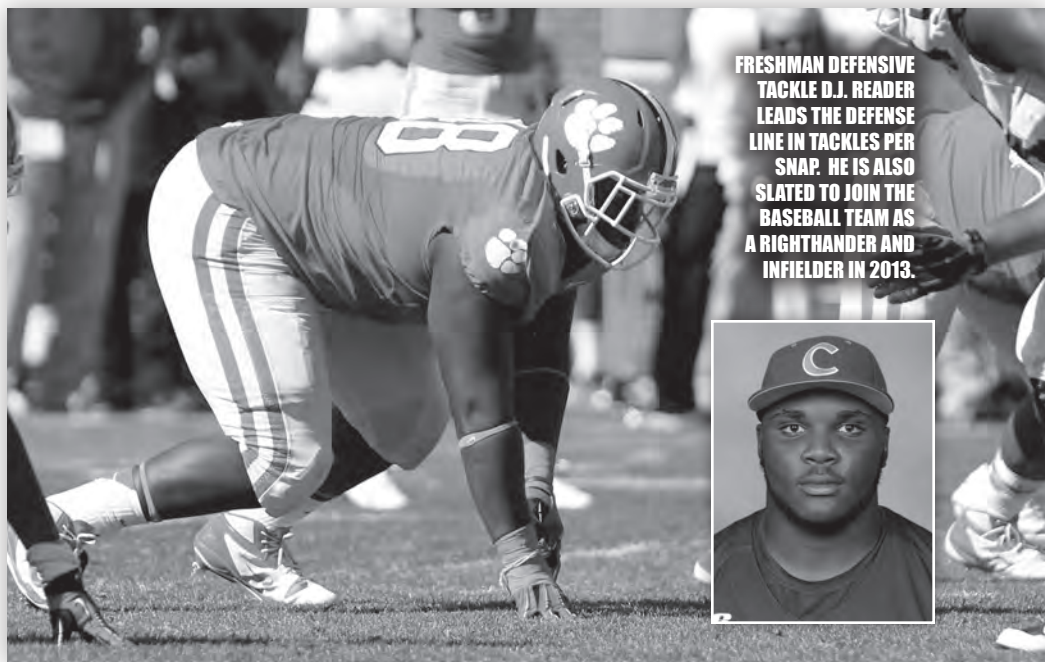 FRESHMAN DEFENSIVE
TACKLE D.J. READER
LEADS THE DEFENSE
LINE IN TACKLES PER
SNAP. HE IS ALSO
SLATED TO JOIN THE
BASEBALL TEAM AS
A RIGHTHANDER AND
INFIELDER IN 2013.
8
C